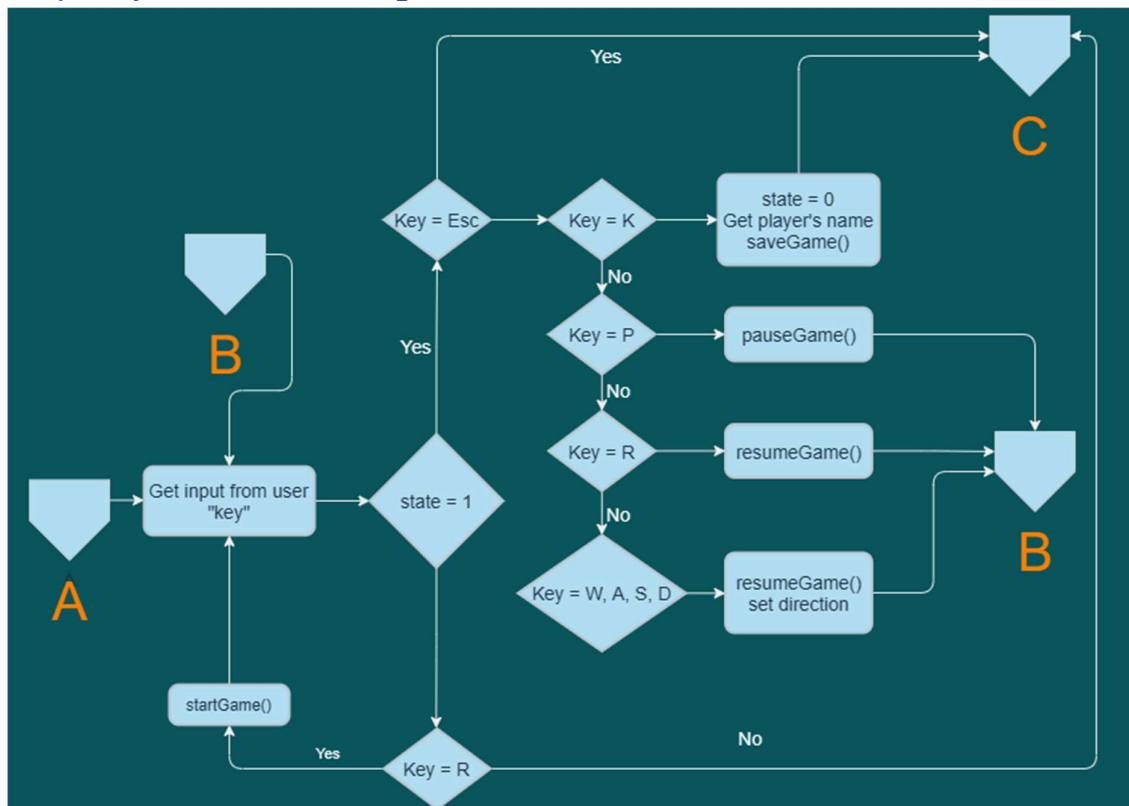 Yes
C
Key = Esc
Key = K
state = 0
Get player's name
saveGame()
No
B
Yes
Key = P
pauseGame()
No
Get input from user
"key"
state = 1
Key = R
resumeGame()
No
A
B
Key = W, A, S, D
resumeGame()
set direction
startGame()
Yes
Key = R
No